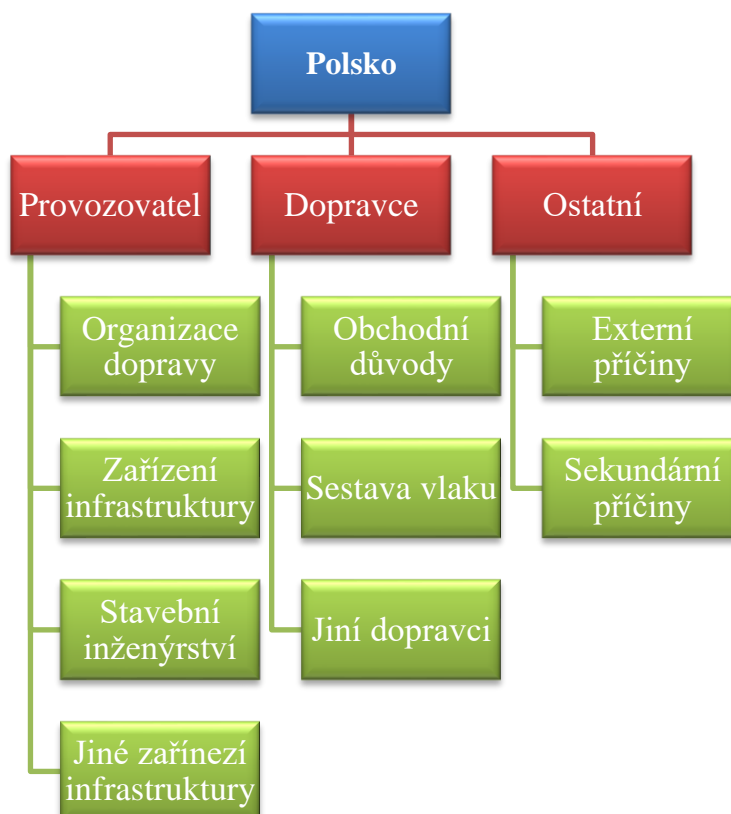 Polsko
Provozovatel
Organizace
dopravy
Zařízení
infrastruktury
Stavební
inženýrství
Jiné zařínezí
infrastruktury
Dopravce
Obchodní
důvody
Sestava vlaku
Jiní dopravci
Ostatní
Externí
příčiny
Sekundární
příčiny